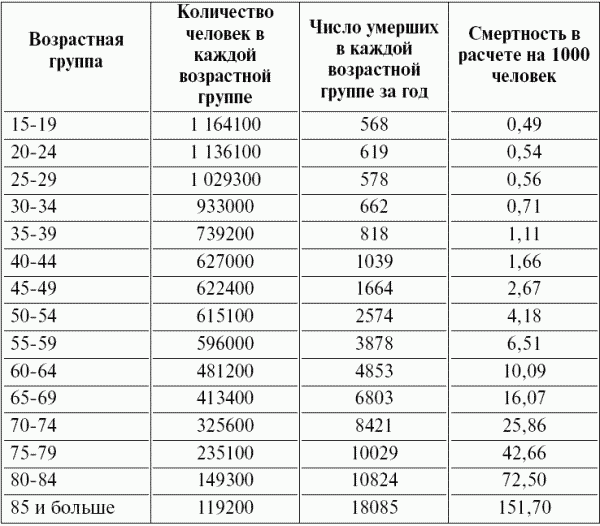 Возрастная группа | Количество человек в каждой возрастной группе | Число умерших в каждой возрастной группе за год | Смертность в расчете на 1000 человек
15-19 | 1 164100 | 568 | 0,49
20-24 | 1 136100 | 619 | 0,54
25-29 | 1 029300 | 578 | 0,56
30-34 | 933000 | 662 | 0,71
35-39 | 739200 | 818 | 1,11
40-44 | 627000 | 1039 | 1,66
45-49 | 622400 | 1664 | 2,67
50-54 | 615100 | 2574 | 4,18
55-59 | 596000 | 3878 | 6,51
60-64 | 481200 | 4853 | 10,09
65-69 | 413400 | 6803 | 16,07
70-74 | 325600 | 8421 | 25,86
75-79 | 235100 | 10029 | 42,66
80-84 | 149300 | 10824 | 72,50
85 и больше | 119200 | 18085 | 151,70